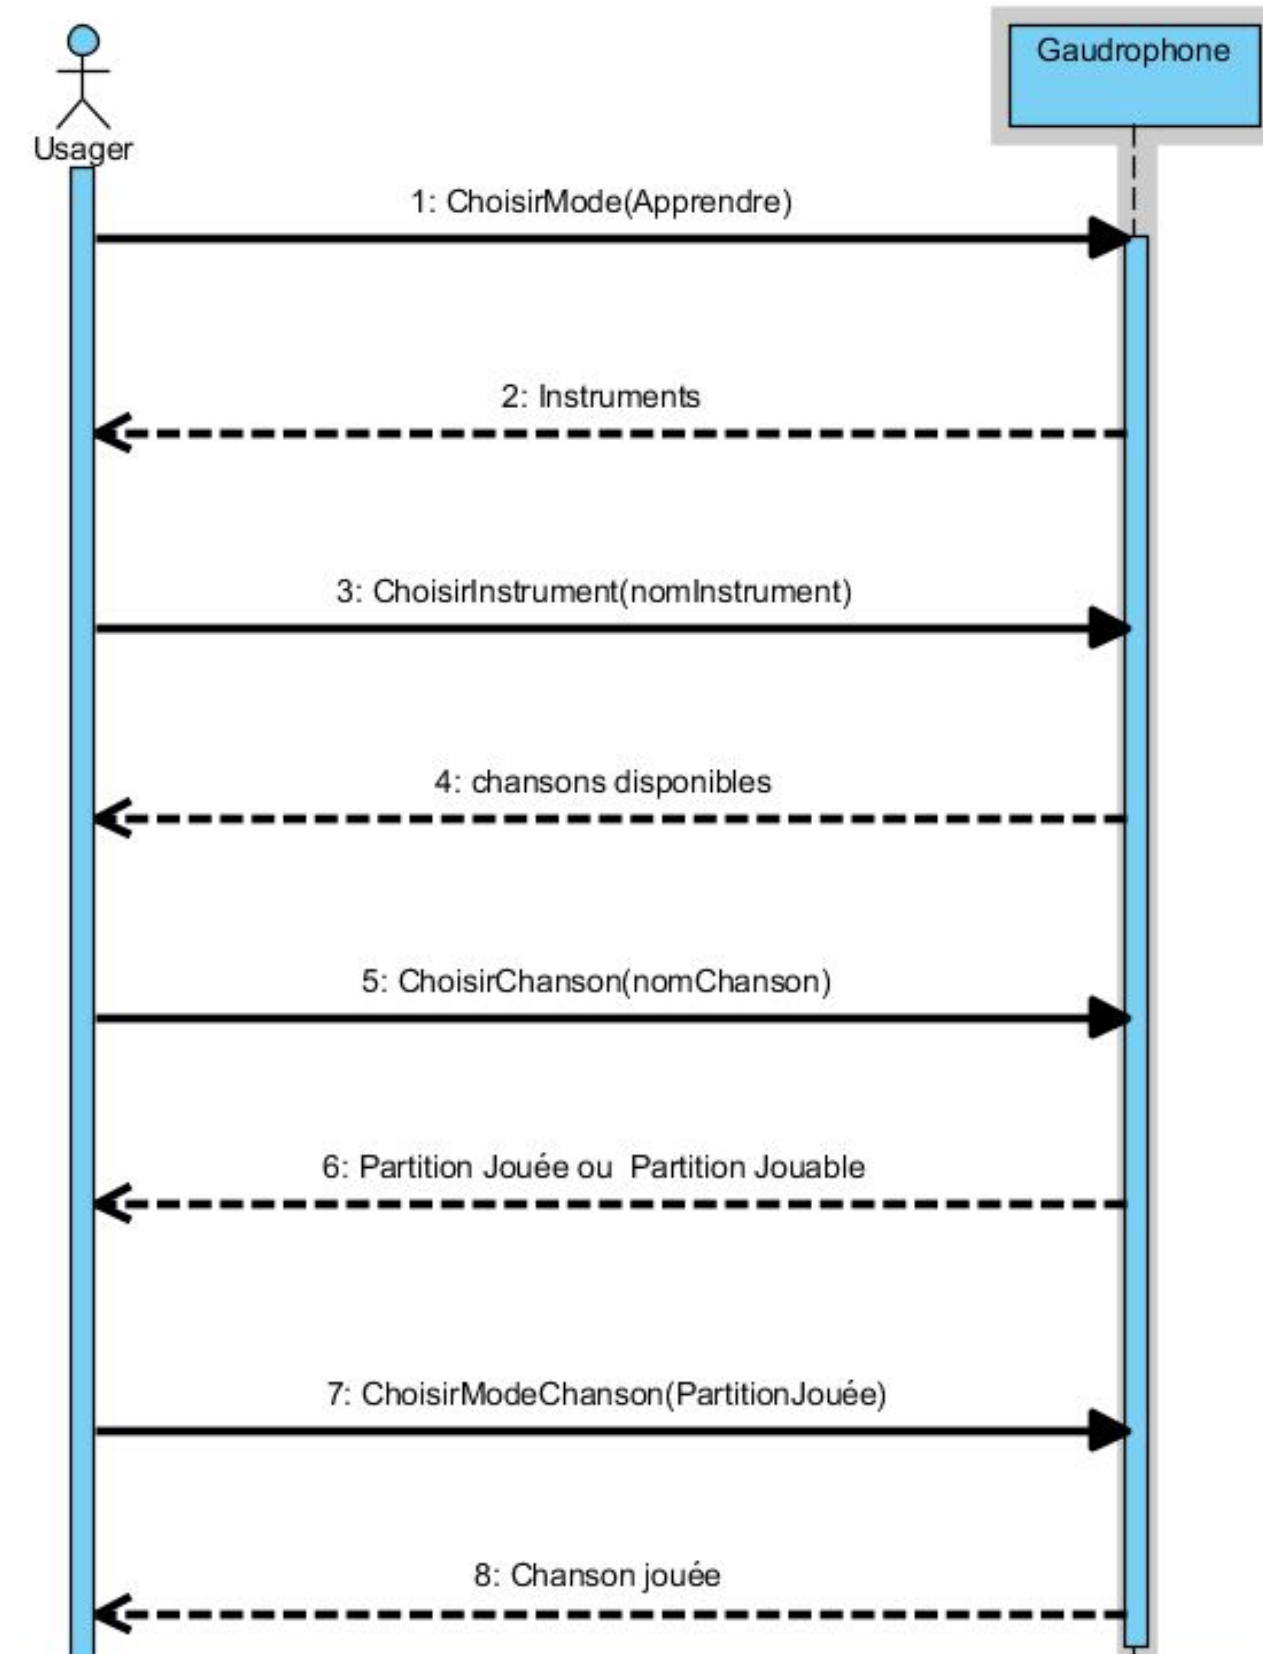 Gaudrophone
Usager
1: ChoisirMode(Apprendre)
2: Instruments
3: ChoisirInstrument(nomInstrument)
4: chansons disponibles
5: ChoisirChanson(nomChanson)
6: Partition Jouée ou  Partition Jouable
7: ChoisirModeChanson(PartitionJouée)
8: Chanson jouée